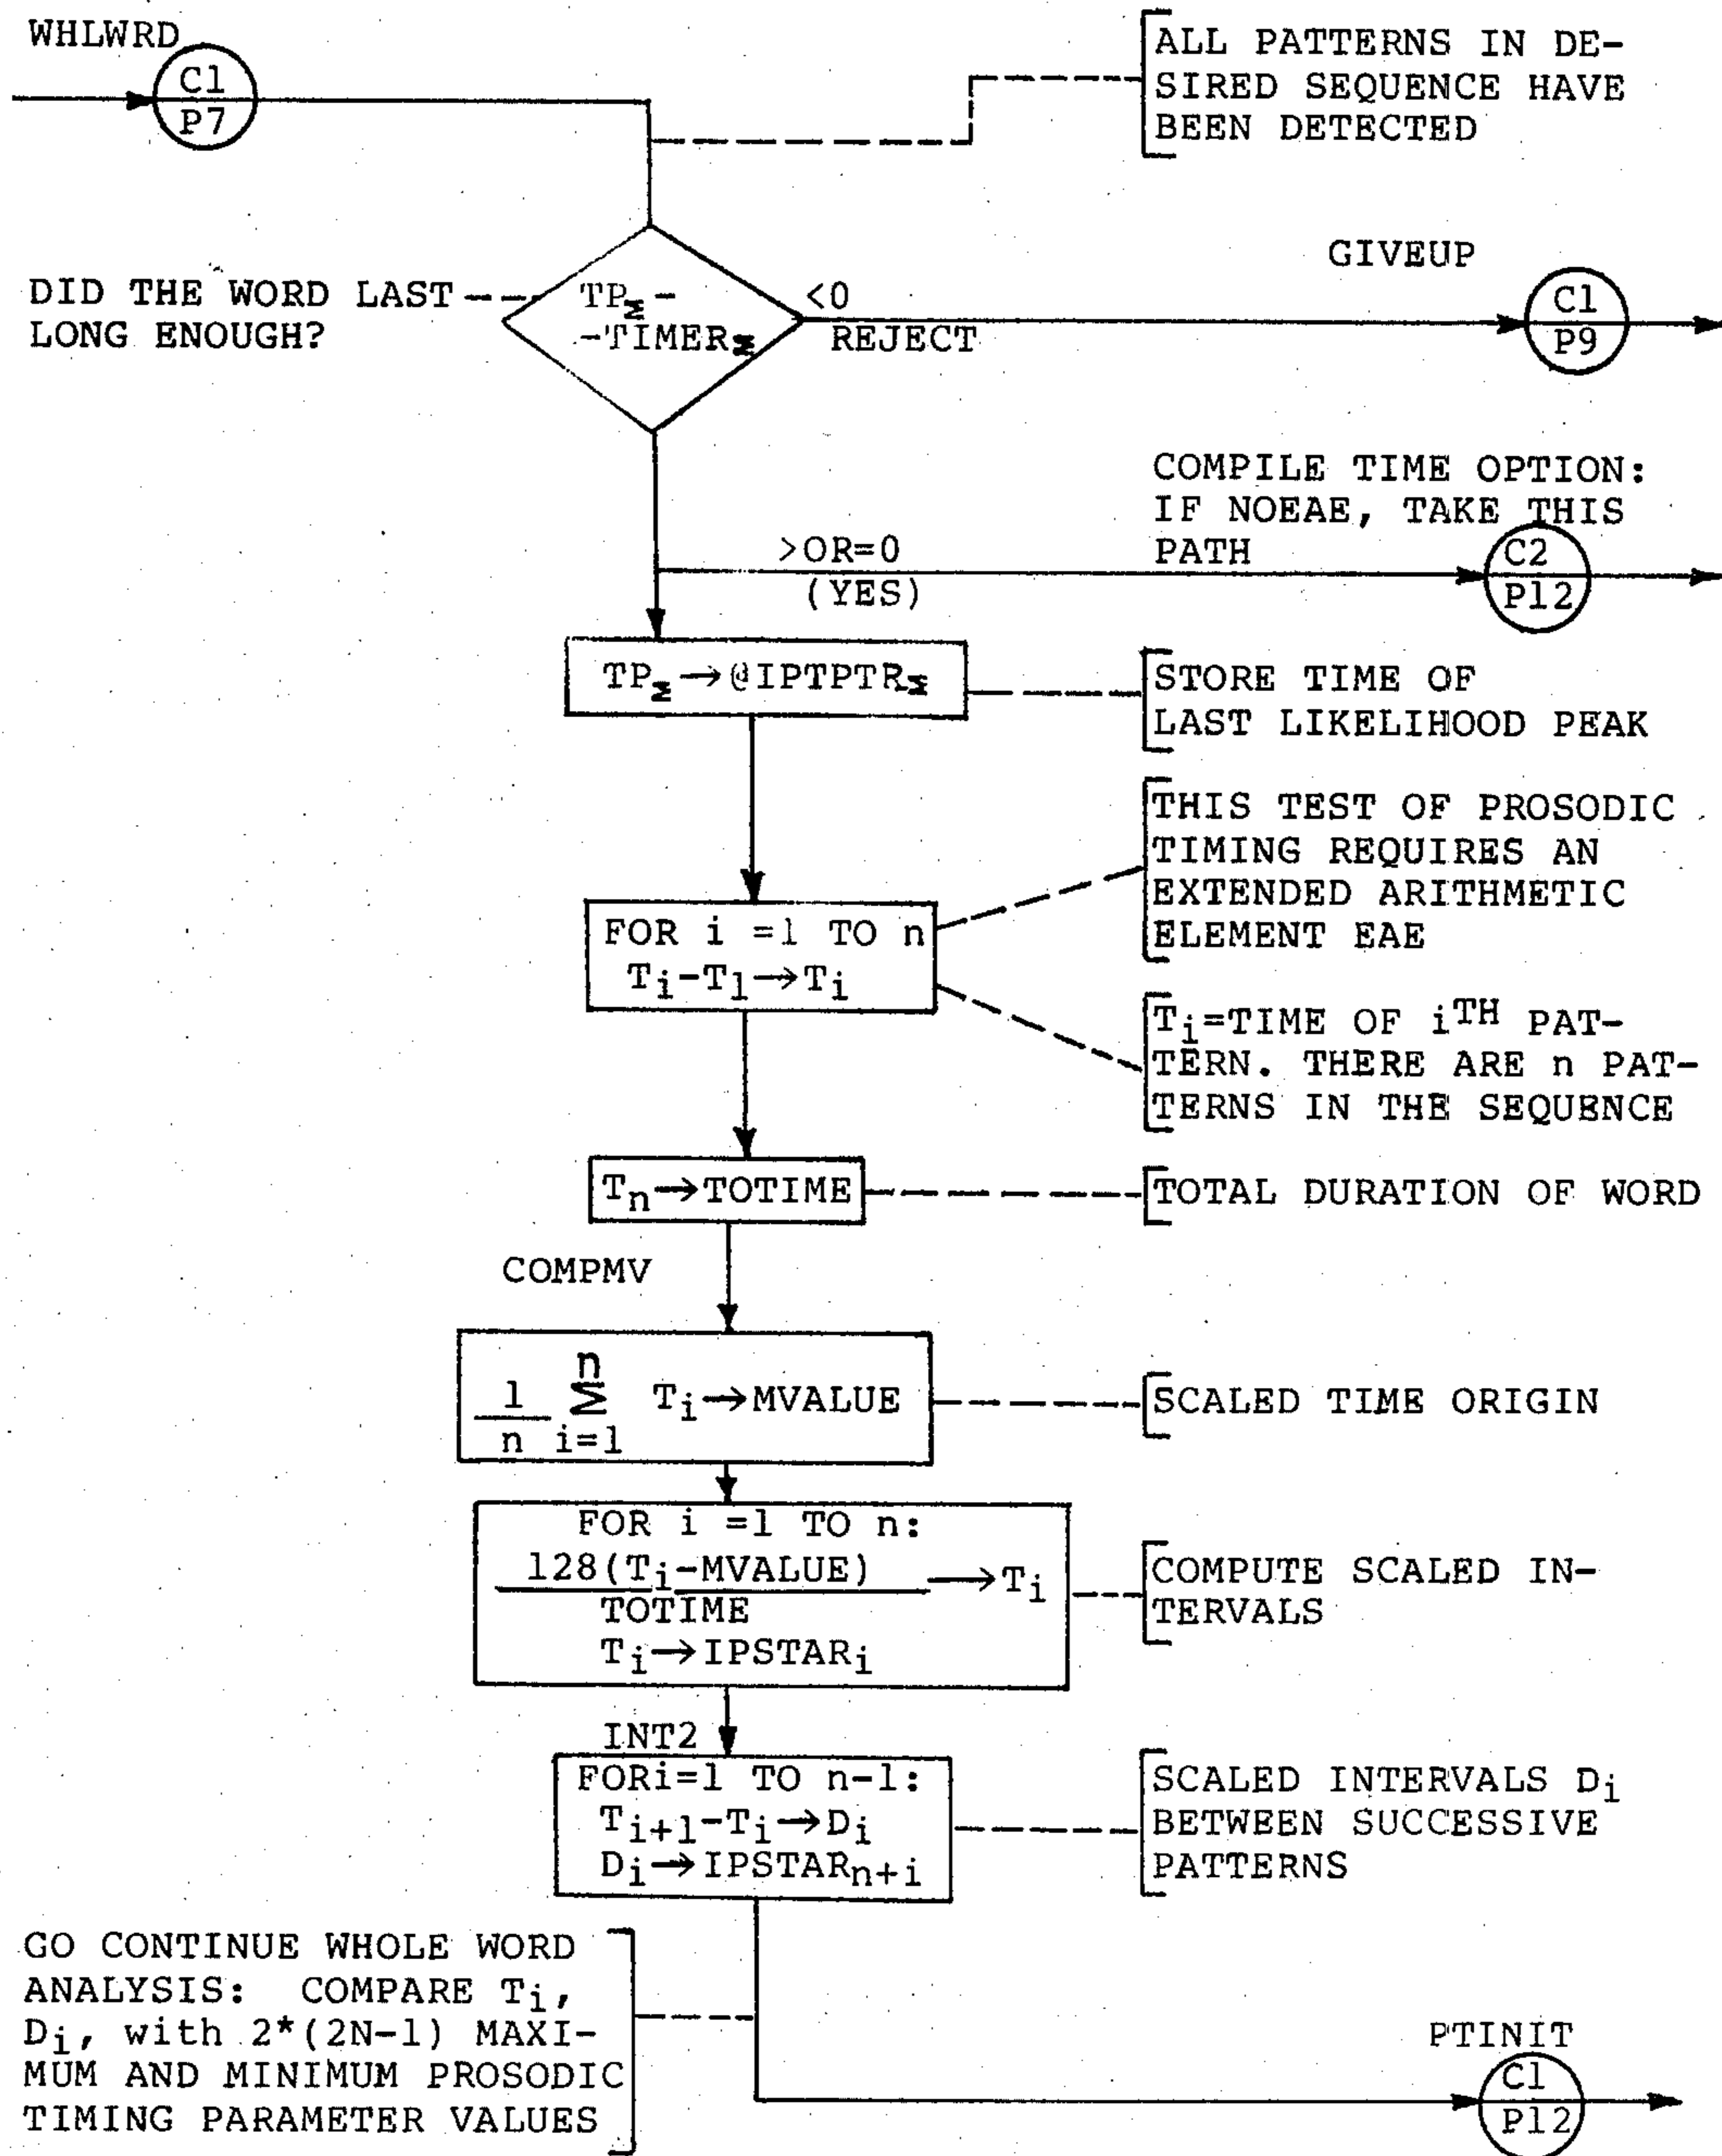 WHLWRD
C1
P7
ALL PATTERNS IN DE-
SIRED SEQUENCE HAVE
BEEN DETECTED
DID THE WORD LAST
LONG ENOUGH?
TPM -
-TIMERM
<0
REJECT
GIVEUP
C1
P9
COMPILE TIME OPTION:
IF NOEAE, TAKE THIS
PATH
>OR=0
(YES)
C2
P12
TPM→@IPTPTRM
STORE TIME OF
LAST LIKELIHOOD PEAK
THIS TEST OF PROSODIC
TIMING REQUIRES AN
EXTENDED ARITHMETIC
ELEMENT EAE
FOR i =1 TO n
Ti-T1→Ti
Ti=TIME OF iTH PAT-
TERN. THERE ARE n PAT-
TERNS IN THE SEQUENCE
Tn→TOTIME
TOTAL DURATION OF WORD
COMPMV
1/n Σ i=1 n Ti→MVALUE
SCALED TIME ORIGIN
FOR i =1 TO n:
128(Ti-MVALUE)
→Ti
TOTIME
Ti→IPSTARi
COMPUTE SCALED IN-
TERVALS
INT2
FORi=1 TO n-1:
Ti+1-Ti→Di
Di→IPSTARn+i
SCALED INTERVALS Di
BETWEEN SUCCESSIVE
PATTERNS
GO CONTINUE WHOLE WORD
ANALYSIS: COMPARE Ti,
Di, with 2*(2N-1) MAXI-
MUM AND MINIMUM PROSODIC
TIMING PARAMETER VALUES
PTINIT
C1
P12